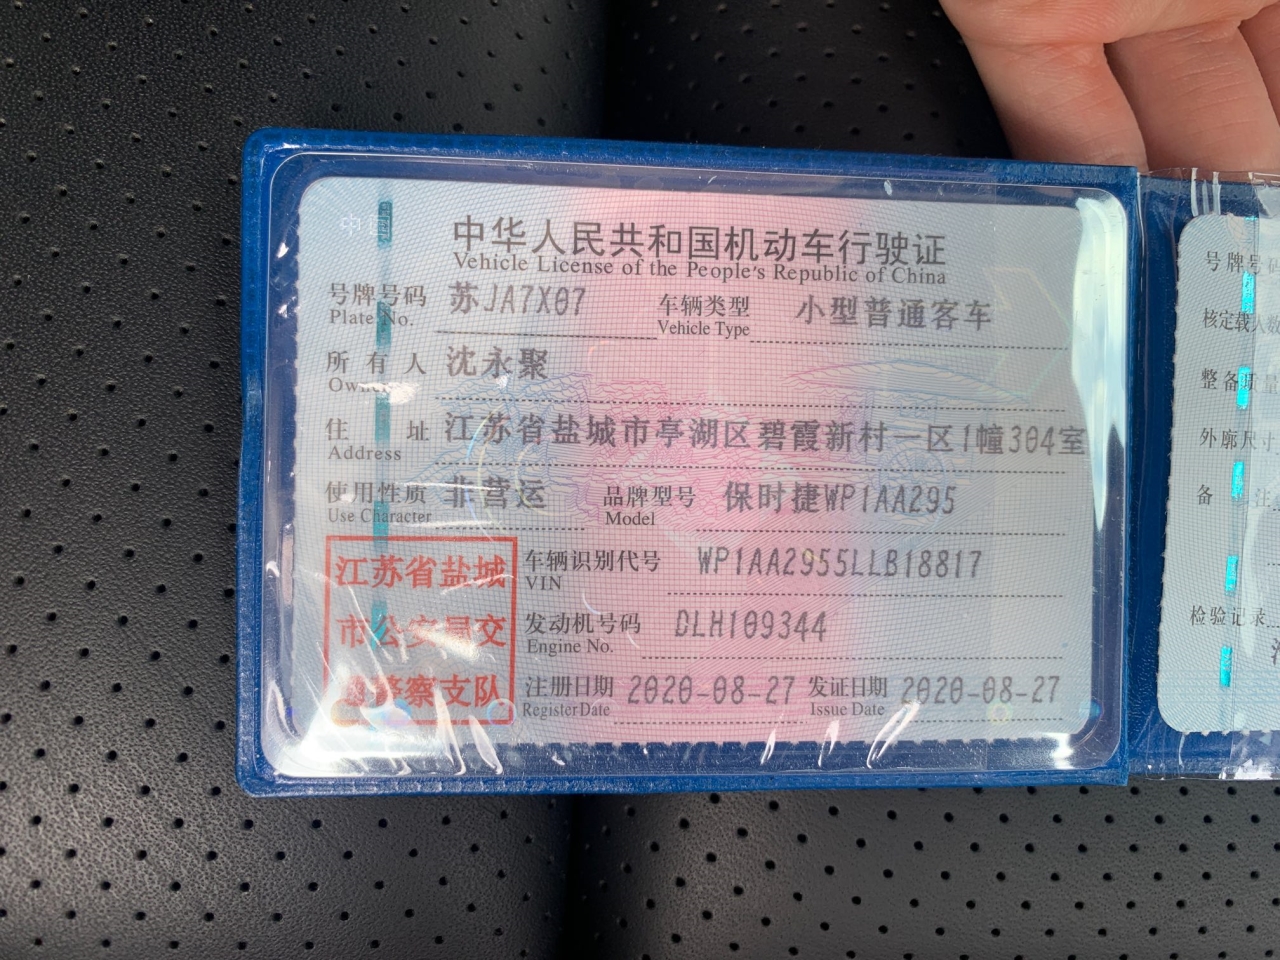 中国
中华人民共和国机动车行驶证
Vehicle License of the People's Republic of China
号牌号码 苏JA7X07 车辆类型 小型普通客车
Plate No. Vehicle Type
所有人 沈永聚
Owner
住址 江苏省盐城市亭湖区碧霞新村一区1幢304室
Address
使用性质 非营运 品牌型号 保时捷WP1AA295
Use Character Model
江苏省盐城
市公安局交
通警察支队
车辆识别代号 WP1AA2955LLB18817
VIN
发动机号码 DLH109344
Engine No.
注册日期 2020-08-27 发证日期 2020-08-27
Register Date Issue Date
号牌号码
核定载人数
整备质量
外廓尺寸
备注
检验记录